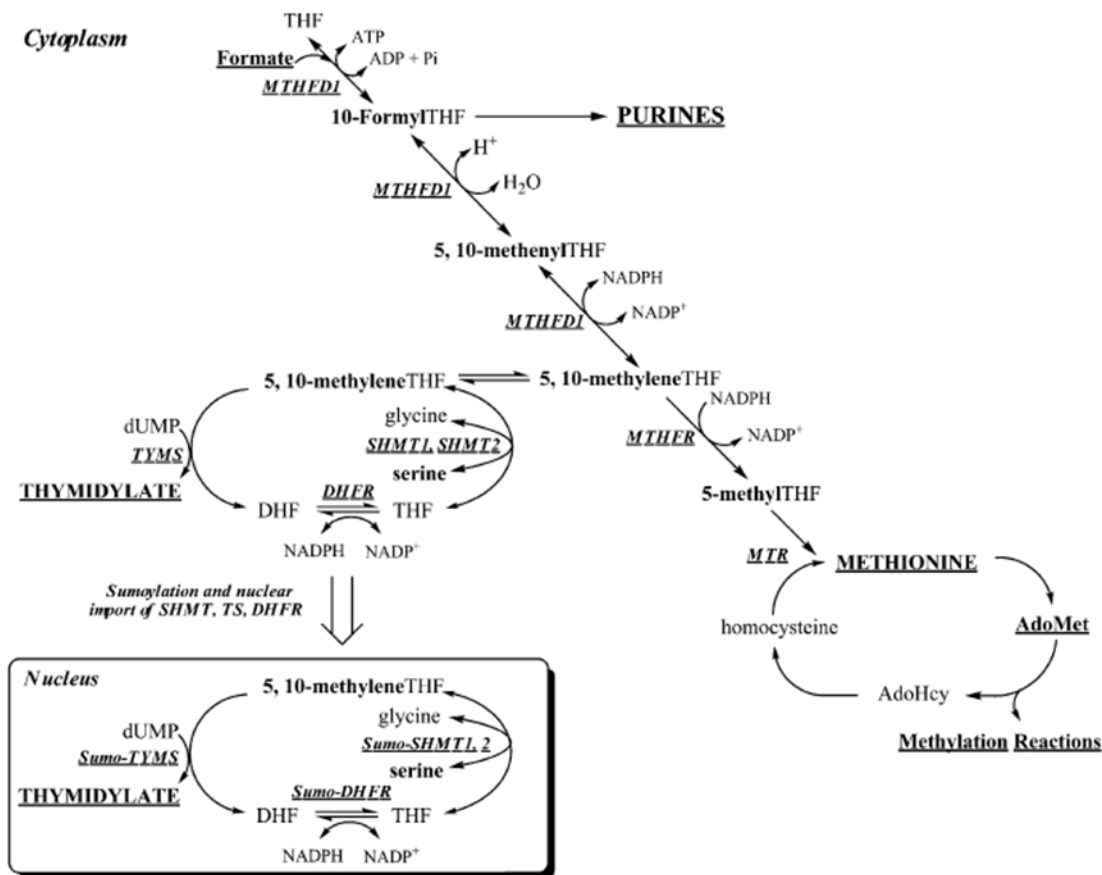 Cytoplasm
THF
ATP
Formate
ADP + Pi
MTHFD1
10-FormylTHF
PURINES
H+
MTHFD1
H2O
5, 10-methenylTHF
NADPH
MTHFD1
NADP+
5, 10-methyleneTHF
5, 10-methyleneTHF
NADPH
glycine
dUMP
MTHFR
NADP+
SHMT1, SHMT2
TYMS
serine
THYMIDYLATE
DHFR
5-methylTHF
DHF
THF
NADPH
NADP+
MTR
METHIONINE
Sumoylation and nuclear
import of SHMT, TS, DHFR
homocysteine
AdoMet
Nucleus
5, 10-methyleneTHF
AdoHcy
glycine
dUMP
Sumo-SHMT1, 2
Sumo-TYMS
Methylation Reactions
serine
THYMIDYLATE
Sumo-DHFR
DHF
THF
NADPH
NADP+